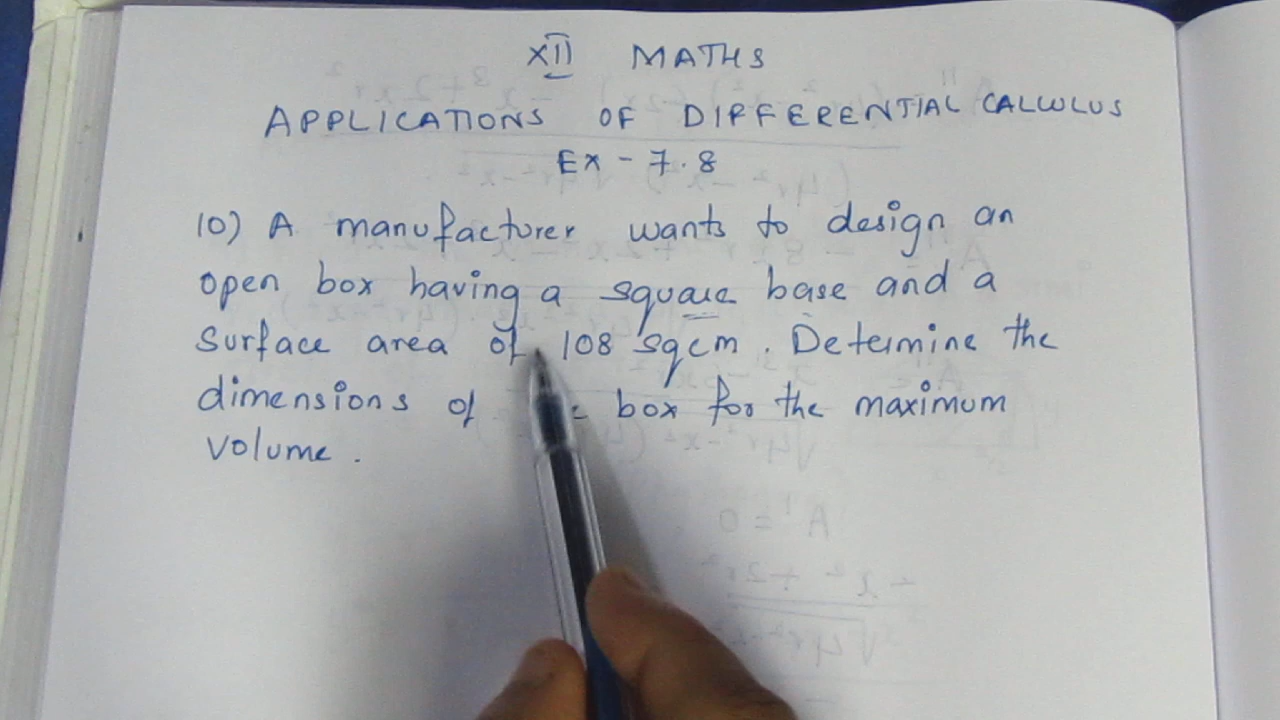 XII MATHS
APPLICATIONS OF DIFFERENTIAL CALCULUS
Ex - 7.8
10) A manufacturer wants to design an
open box having a square base and a
surface area of 108 sqcm. Determine the
dimensions of box for the maximum
volume.
A' = 0